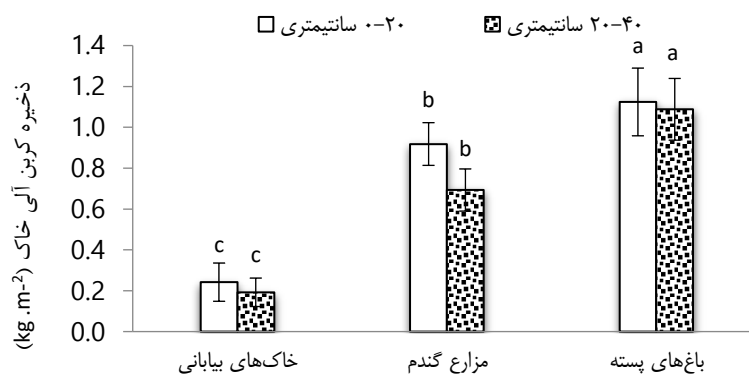 ۰-۲۰ سانتیمتری
۲۰-۴۰ سانتیمتری
ذخیره کربن آلی خاک (kg .m-2)
1.4
1.2
1.0
0.8
0.6
0.4
0.2
0.0
c c
b b
a a
خاک‌های بیابانی
مزارع گندم
باغ‌های پسته